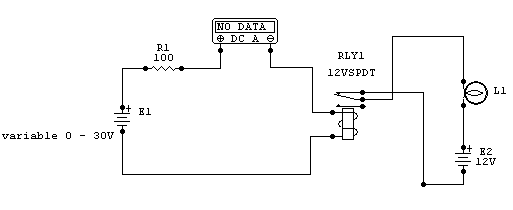 NO DATA
⊕ DC A ⊖
R1
100
RLY1
12VSPDT
L1
+
E1
variable 0 - 30V
+
E2
12V